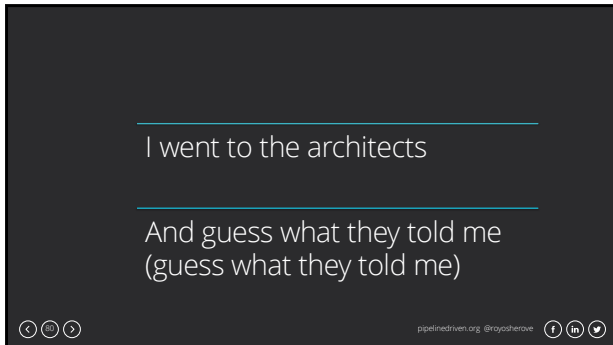 I went to the architects
And guess what they told me
(guess what they told me)
80
pipelinedriven.org @royosherove